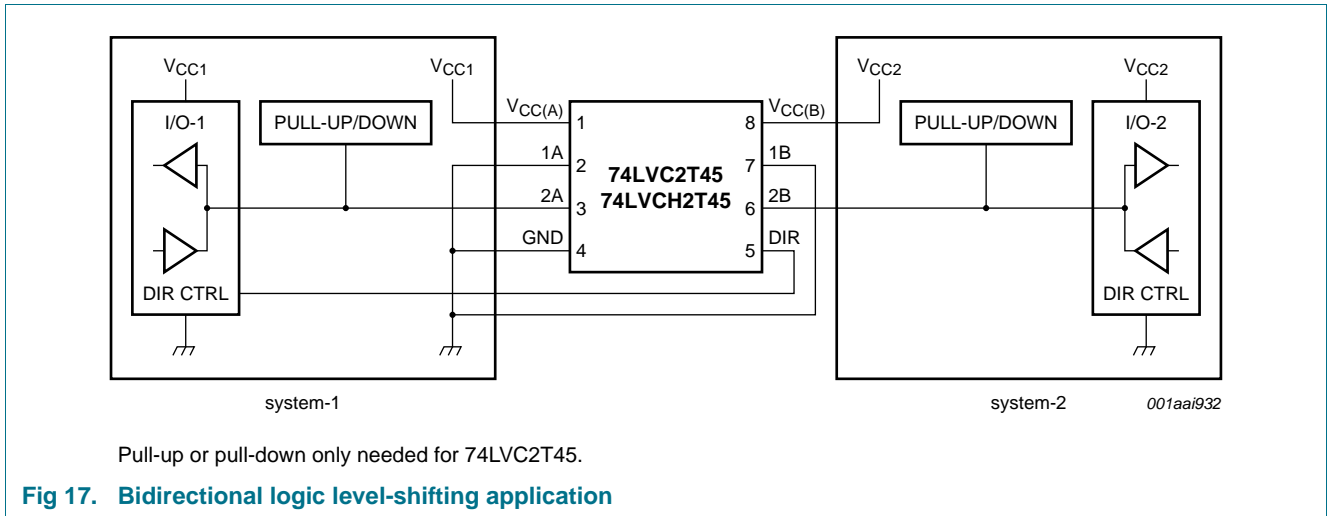 VCC1 VCC1 VCC2 VCC2
I/O-1 PULL-UP/DOWN VCC(A) 1 8 VCC(B) PULL-UP/DOWN I/O-2
1A 2 74LVC2T45 7 1B
2A 3 74LVCH2T45 6 2B
GND 4 5 DIR
DIR CTRL DIR CTRL
system-1 system-2 001aai932
Pull-up or pull-down only needed for 74LVC2T45.
Fig 17. Bidirectional logic level-shifting application